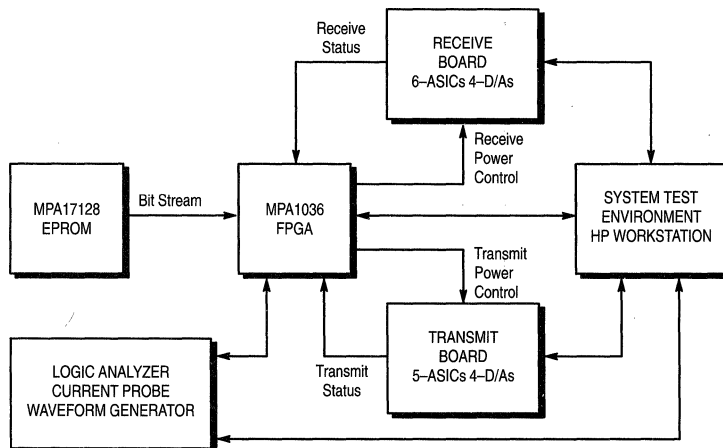 Receive
Status
RECEIVE
BOARD
6–ASICs 4–D/As
Receive
Power
Control
MPA17128
EPROM
Bit Stream
MPA1036
FPGA
SYSTEM TEST
ENVIRONMENT
HP WORKSTATION
Transmit
Power
Control
LOGIC ANALYZER
CURRENT PROBE
WAVEFORM GENERATOR
Transmit
Status
TRANSMIT
BOARD
5–ASICs 4–D/As